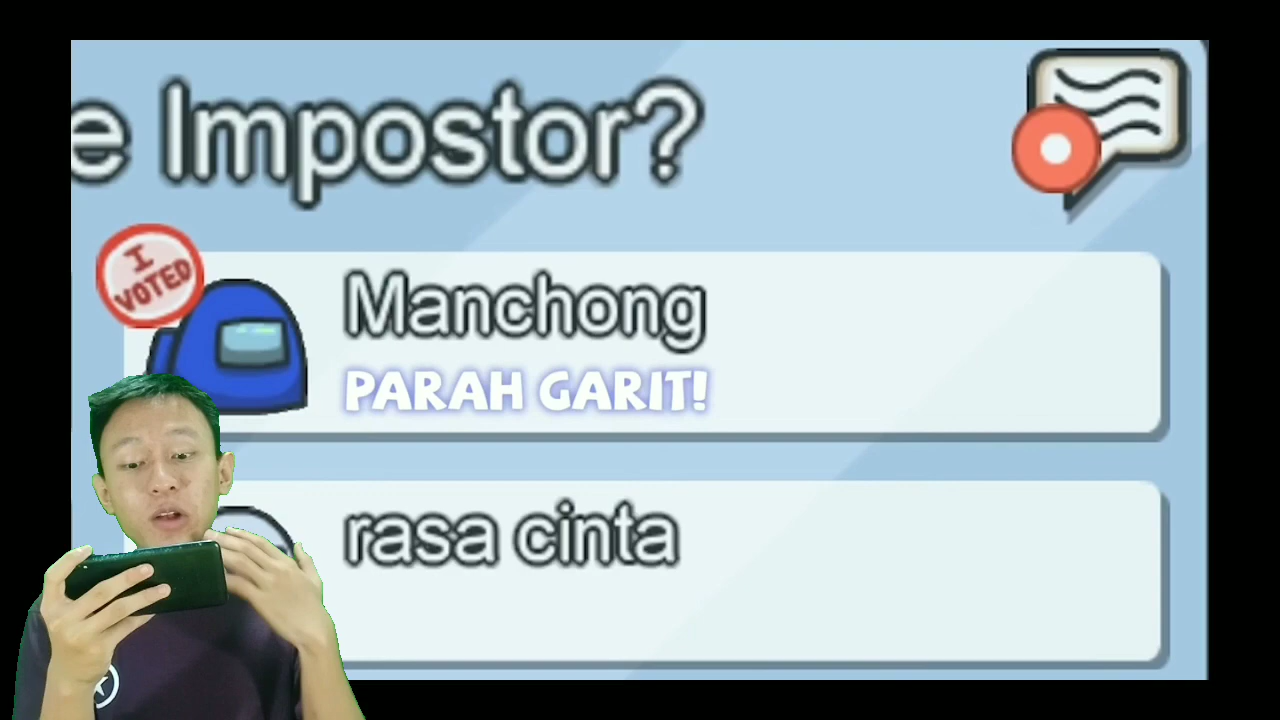 e Impostor?
I
VOTED
Manchong
PARAH GARIT!
rasa cinta